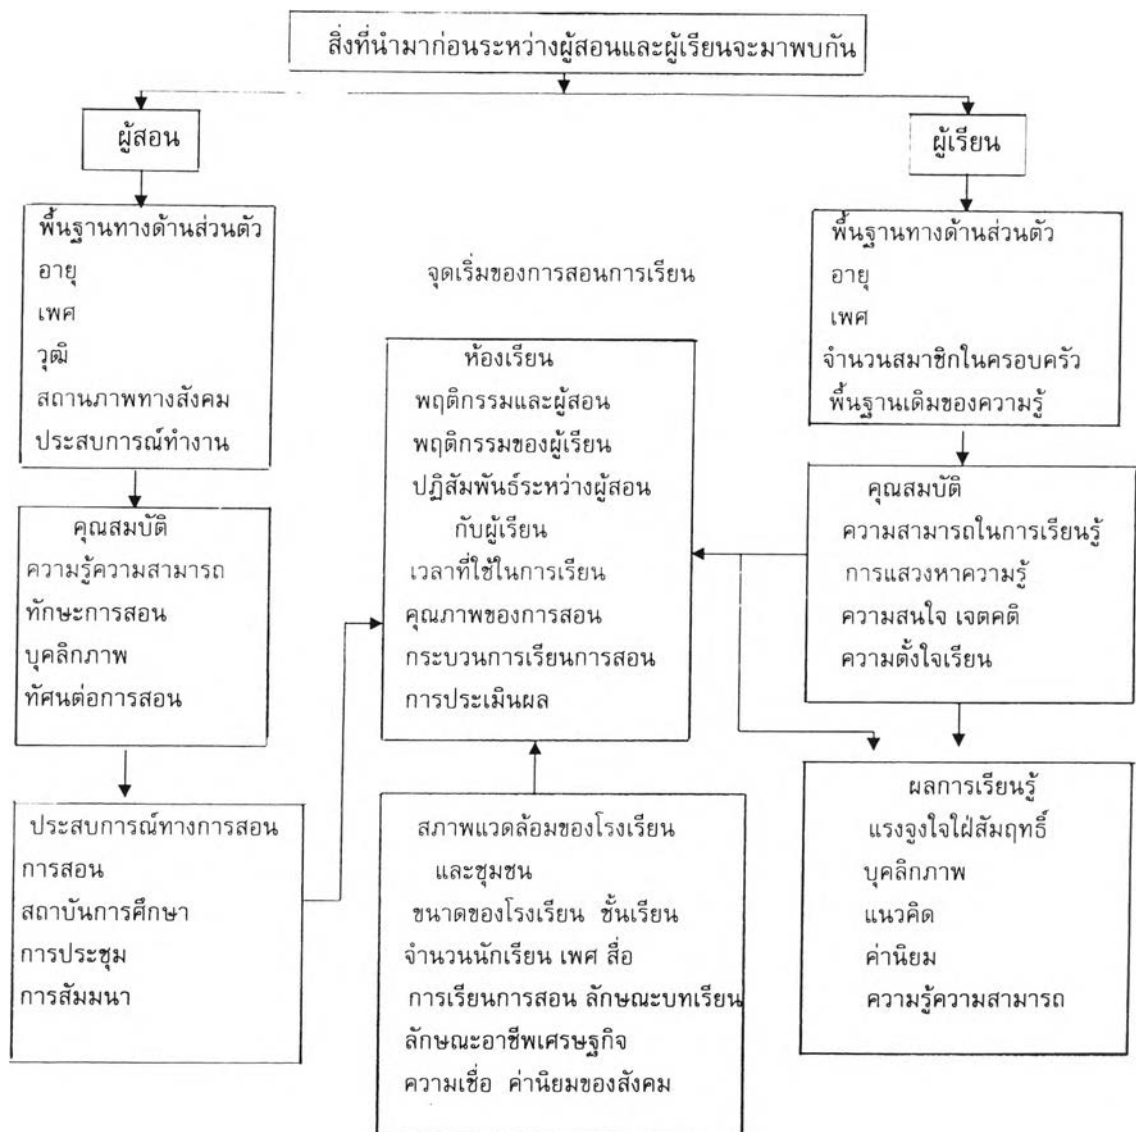 สิ่งที่นำมาก่อนระหว่างผู้สอนและผู้เรียนจะมาพบกัน
ผู้สอน
ผู้เรียน
พื้นฐานทางด้านส่วนตัว
อายุ
เพศ
วุฒิ
สถานภาพทางสังคม
ประสบการณ์ทำงาน
คุณสมบัติ
ความรู้ความสามารถ
ทักษะการสอน
บุคลิกภาพ
ทัศนต่อการสอน
ประสบการณ์ทางการสอน
การสอน
สถาบันการศึกษา
การประชุม
การสัมมนา
จุดเริ่มของการสอนการเรียน
ห้องเรียน
พฤติกรรมและผู้สอน
พฤติกรรมของผู้เรียน
ปฏิสัมพันธ์ระหว่างผู้สอน
กับผู้เรียน
เวลาที่ใช้ในการเรียน
คุณภาพของการสอน
กระบวนการเรียนการสอน
การประเมินผล
สภาพแวดล้อมของโรงเรียน
และชุมชน
ขนาดของโรงเรียน ชั้นเรียน
จำนวนนักเรียน เพศ สื่อ
การเรียนการสอน ลักษณะบทเรียน
ลักษณะอาชีพเศรษฐกิจ
ความเชื่อ ค่านิยมของสังคม
พื้นฐานทางด้านส่วนตัว
อายุ
เพศ
จำนวนสมาชิกในครอบครัว
พื้นฐานเดิมของความรู้
คุณสมบัติ
ความสามารถในการเรียนรู้
การแสวงหาความรู้
ความสนใจ เจตคติ
ความตั้งใจเรียน
ผลการเรียนรู้
แรงจูงใจใฝ่สัมฤทธิ์
บุคลิกภาพ
แนวคิด
ค่านิยม
ความรู้ความสามารถ